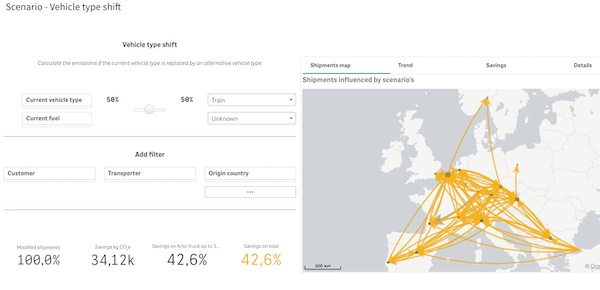 Scenario - Vehicle type shift
Vehicle type shift
Calculate the emissions if the current vehicle type is replaced by an alternative vehicle type.
Current vehicle type
50%
50%
Train
Current fuel
Unknown
Add filter
Customer
Transporter
Origin country
...
Modified shipments
100,0%
Savings kg CO₂e
34,12k
Savings on Artic truck up to 3...
42,6%
Savings on total
42,6%
Shipments map
Trend
Savings
Details
Shipments influenced by scenario's
500 km